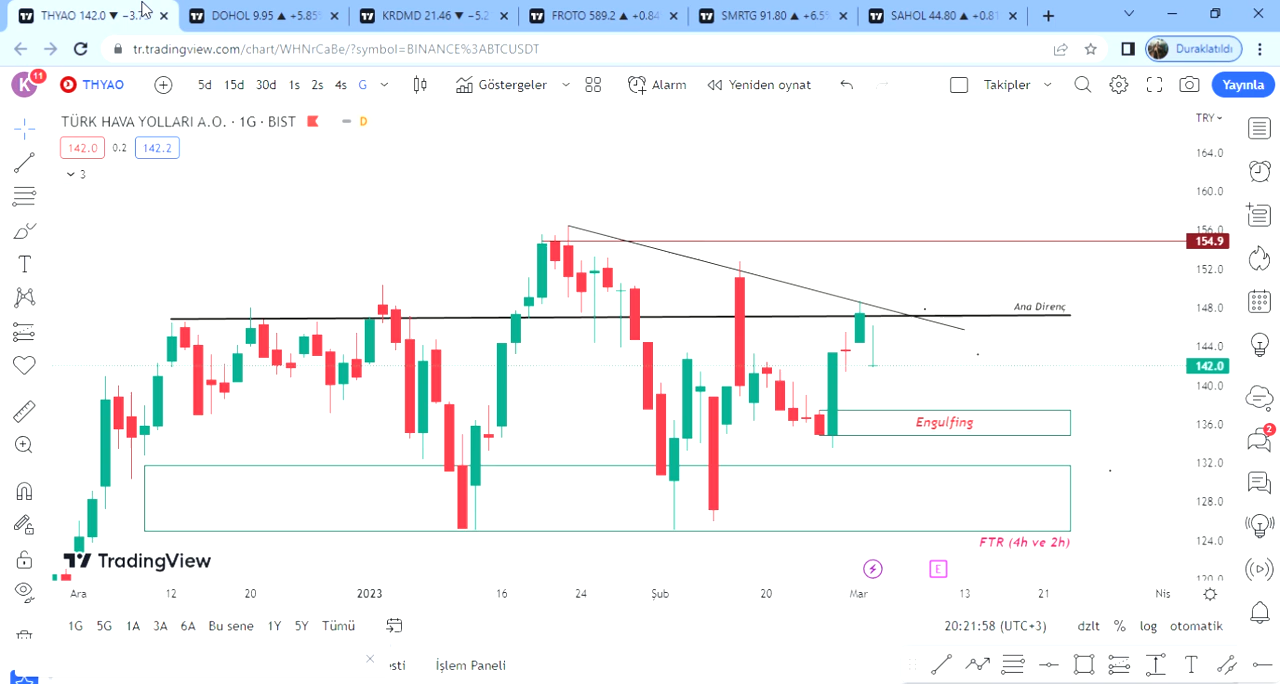 THYAO 142.0 ▼ −3.
DOHOL 9.95 ▲ +5.85%
KRDMD 21.46 ▼ −5.2
FROTO 589.2 ▲ +0.84
SMRTG 91.80 ▲ +6.5
SAHOL 44.80 ▲ +0.81
tr.tradingview.com/chart/WHNrCaBe/?symbol=BINANCE%3ABTCUSDT
Duraklatıldı
K 11 THYAO 5d 15d 30d 1s 2s 4s G Göstergeler Alarm Yeniden oynat Takipler Yayınla
TÜRK HAVA YOLLARI A.O. · 1G · BIST D TRY
142.0 0.2 142.2
3
164.0
160.0
156.0
154.9
152.0
148.0
Ana Direnç
144.0
142.0
140.0
136.0
Engulfing
132.0
128.0
124.0
FTR (4h ve 2h)
120.0
2
TradingView
E
Ara 12 20 2023 16 24 Şub 20 Mar 13 21 Nis
1G 5G 1A 3A 6A Bu sene 1Y 5Y Tümü 20:21:58 (UTC+3) dzlt % log otomatik
esti İşlem Paneli